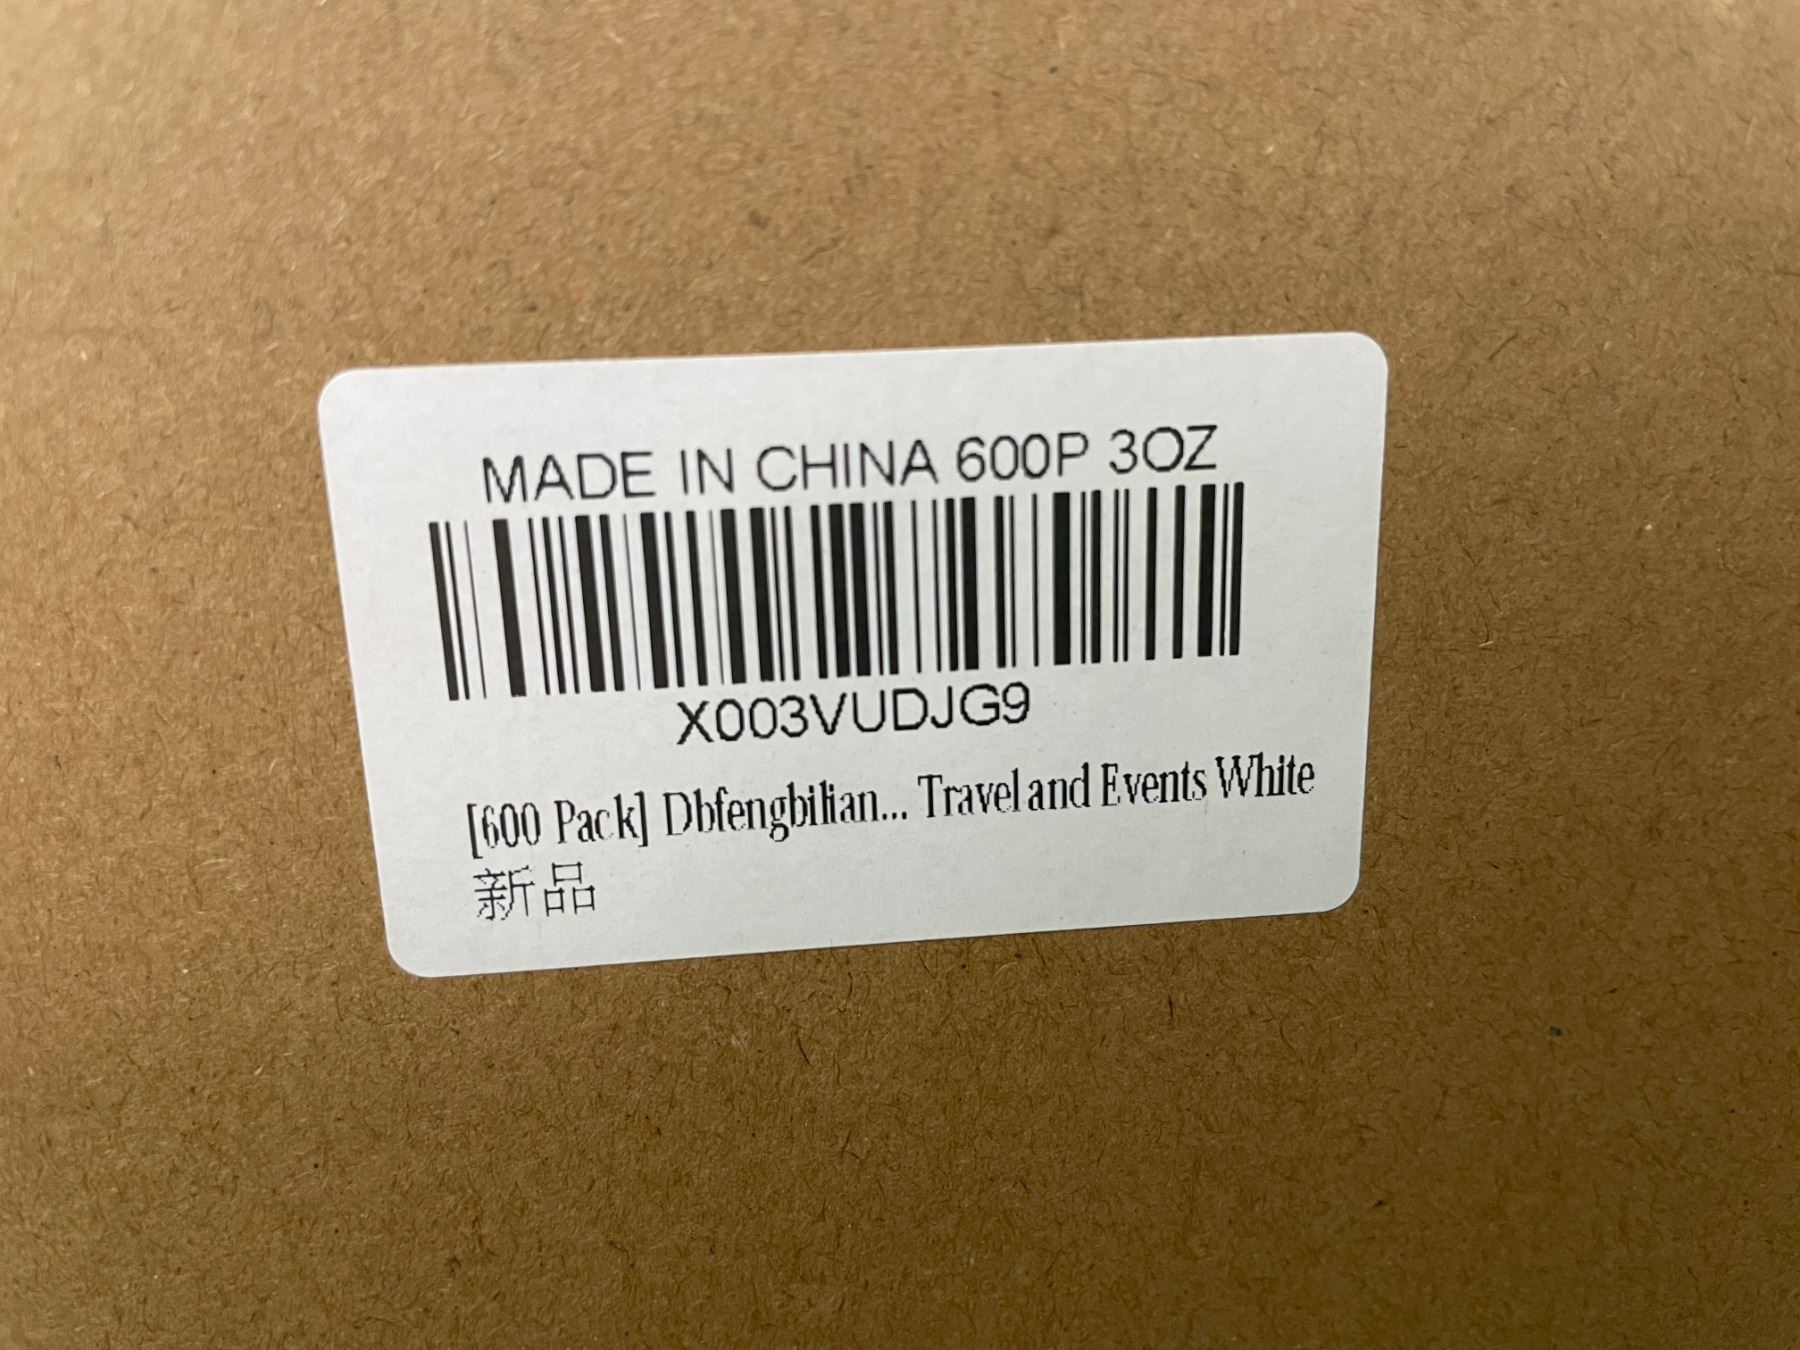 MADE IN CHINA 600P 3OZ
X003VUDJG9
[600 Pack] Dbfengbilian... Travel and Events White
新品